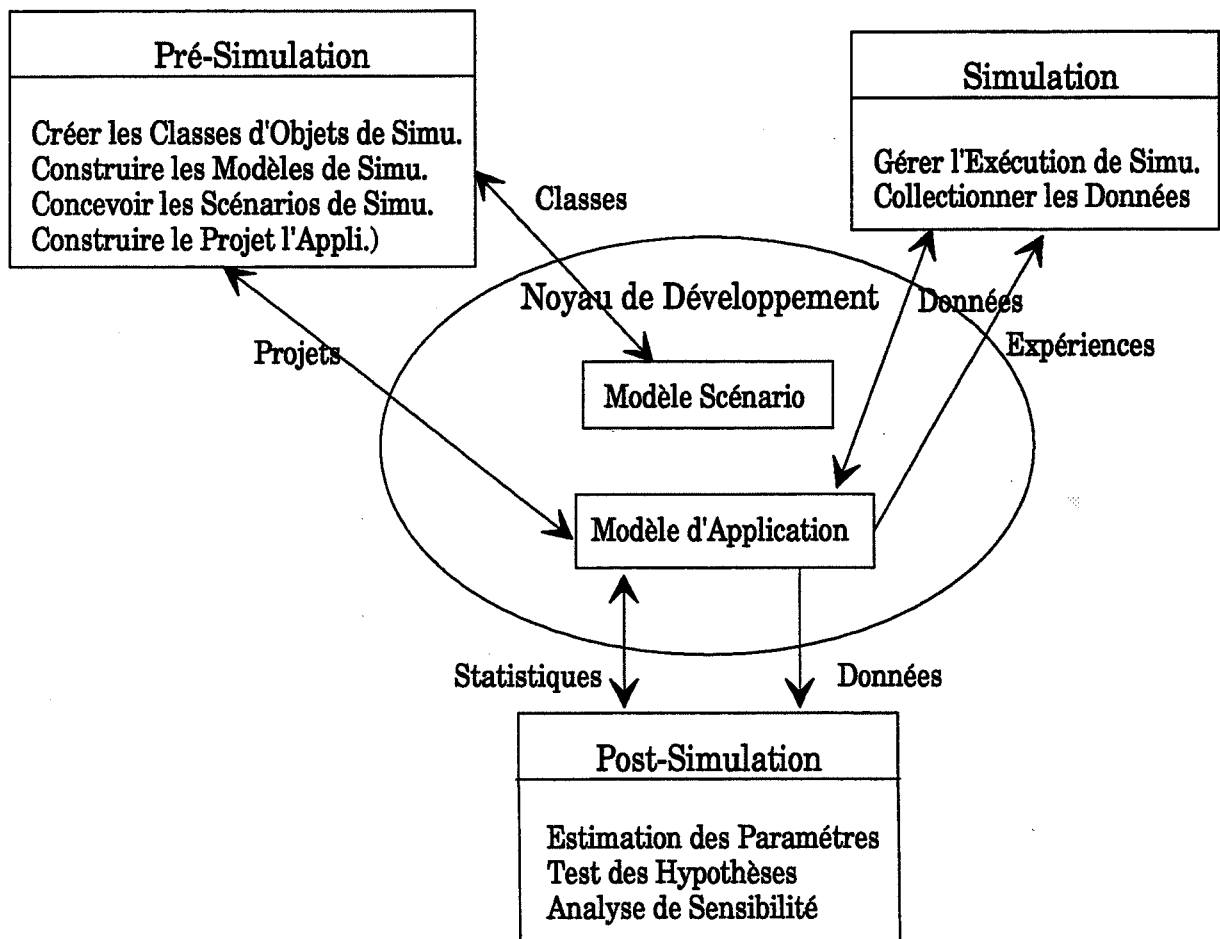 Pré-Simulation
Créer les Classes d'Objets de Simu.
Construire les Modèles de Simu.
Concevoir les Scénarios de Simu.
Construire le Projet l'Appli.)
Simulation
Gérer l'Exécution de Simu.
Collectionner les Données
Classes
Projets
Noyau de Développement
Données
Expériences
Modèle Scénario
Modèle d'Application
Statistiques
Données
Post-Simulation
Estimation des Paramétres
Test des Hypothèses
Analyse de Sensibilité